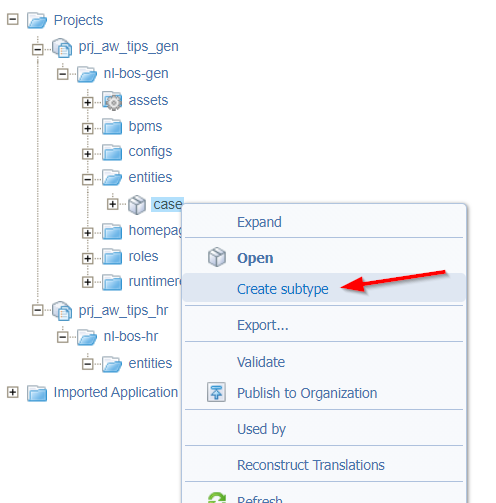 Projects
prj_aw_tips_gen
nl-bos-gen
assets
bpms
configs
entities
case
homepag
roles
runtimere
prj_aw_tips_hr
nl-bos-hr
entities
Imported Application
Expand
Open
Create subtype
Export...
Validate
Publish to Organization
Used by
Reconstruct Translations
Refresh